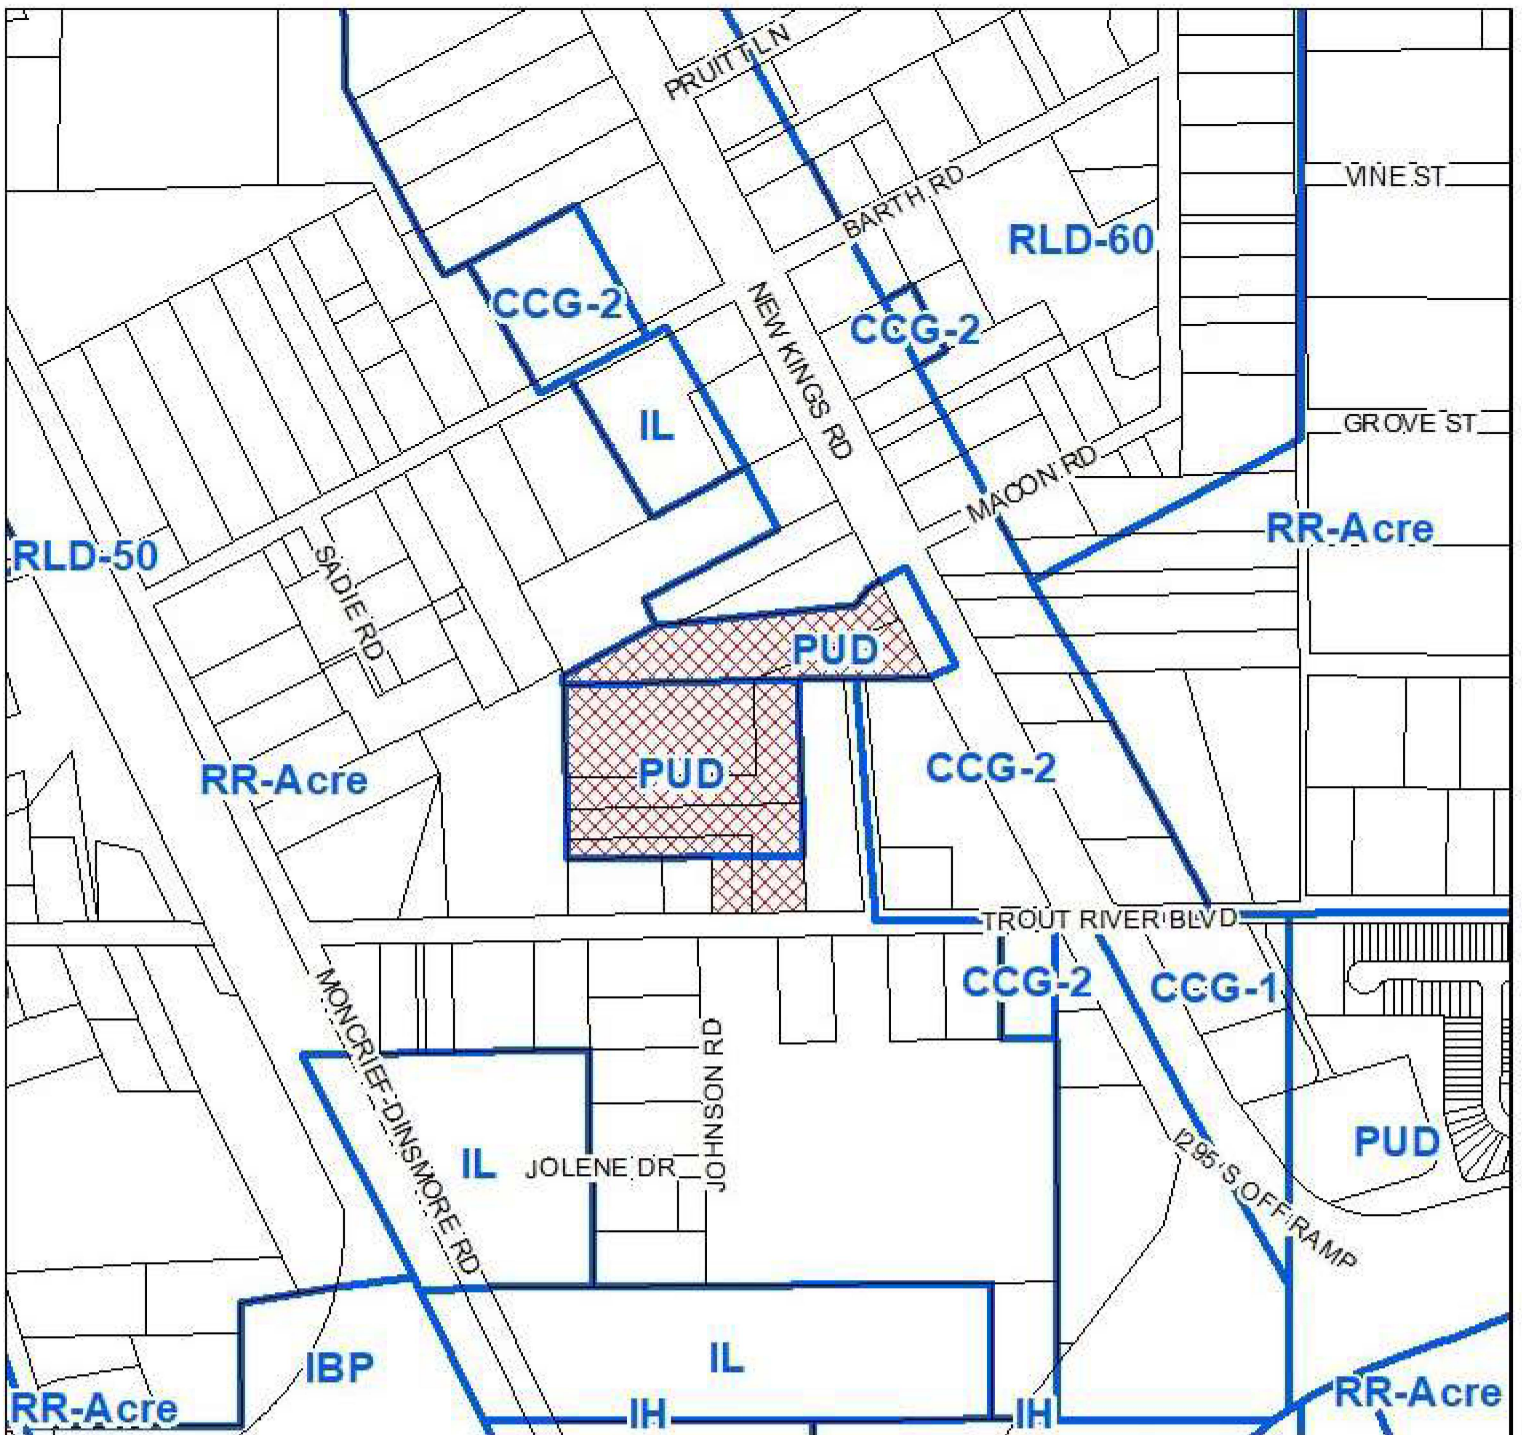 PRUITT LN
VINE ST
BARTH RD
RLD-60
CCG-2
CCG-2
NEW KINGS RD
IL
GROVE ST
MACON RD
RR-Acre
RLD-50
SADIE RD
PUD
PUD
CCG-2
RR-Acre
TROUT RIVER BLVD
CCG-2
CCG-1
MONCRIEF-DINSMORE RD
JOHNSON RD
PUD
IL
JOLENE DR
I295 S OFF RAMP
IBP
IL
RR-Acre
RR-Acre
IH
IH